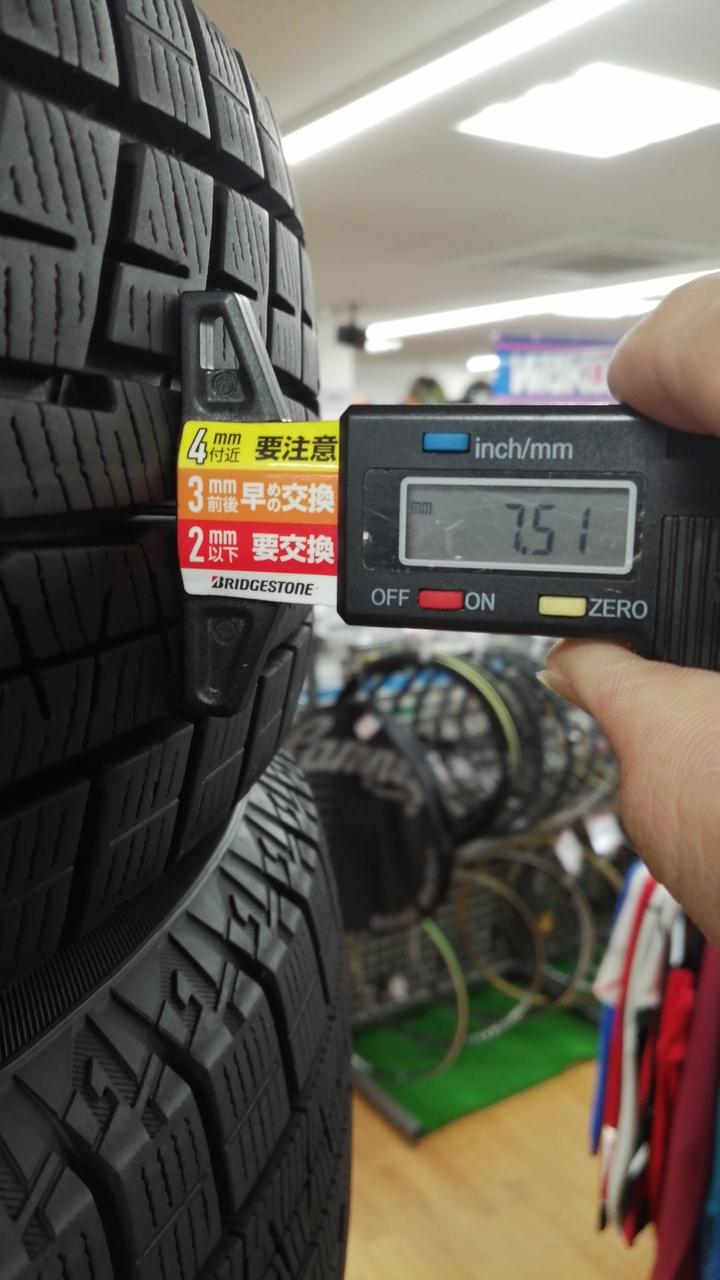 4mm付近 要注意
3mm前後 早めの交換
2mm以下 要交換
BRIDGESTONE
inch/mm
mm 7.51
OFF ON ZERO